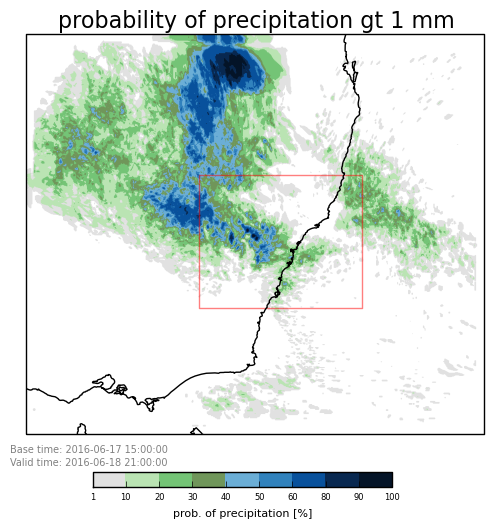 probability of precipitation gt 1 mm
Base time: 2016-06-17 15:00:00
Valid time: 2016-06-18 21:00:00
1 10 20 30 40 50 60 70 80 90 100
prob. of precipitation [%]